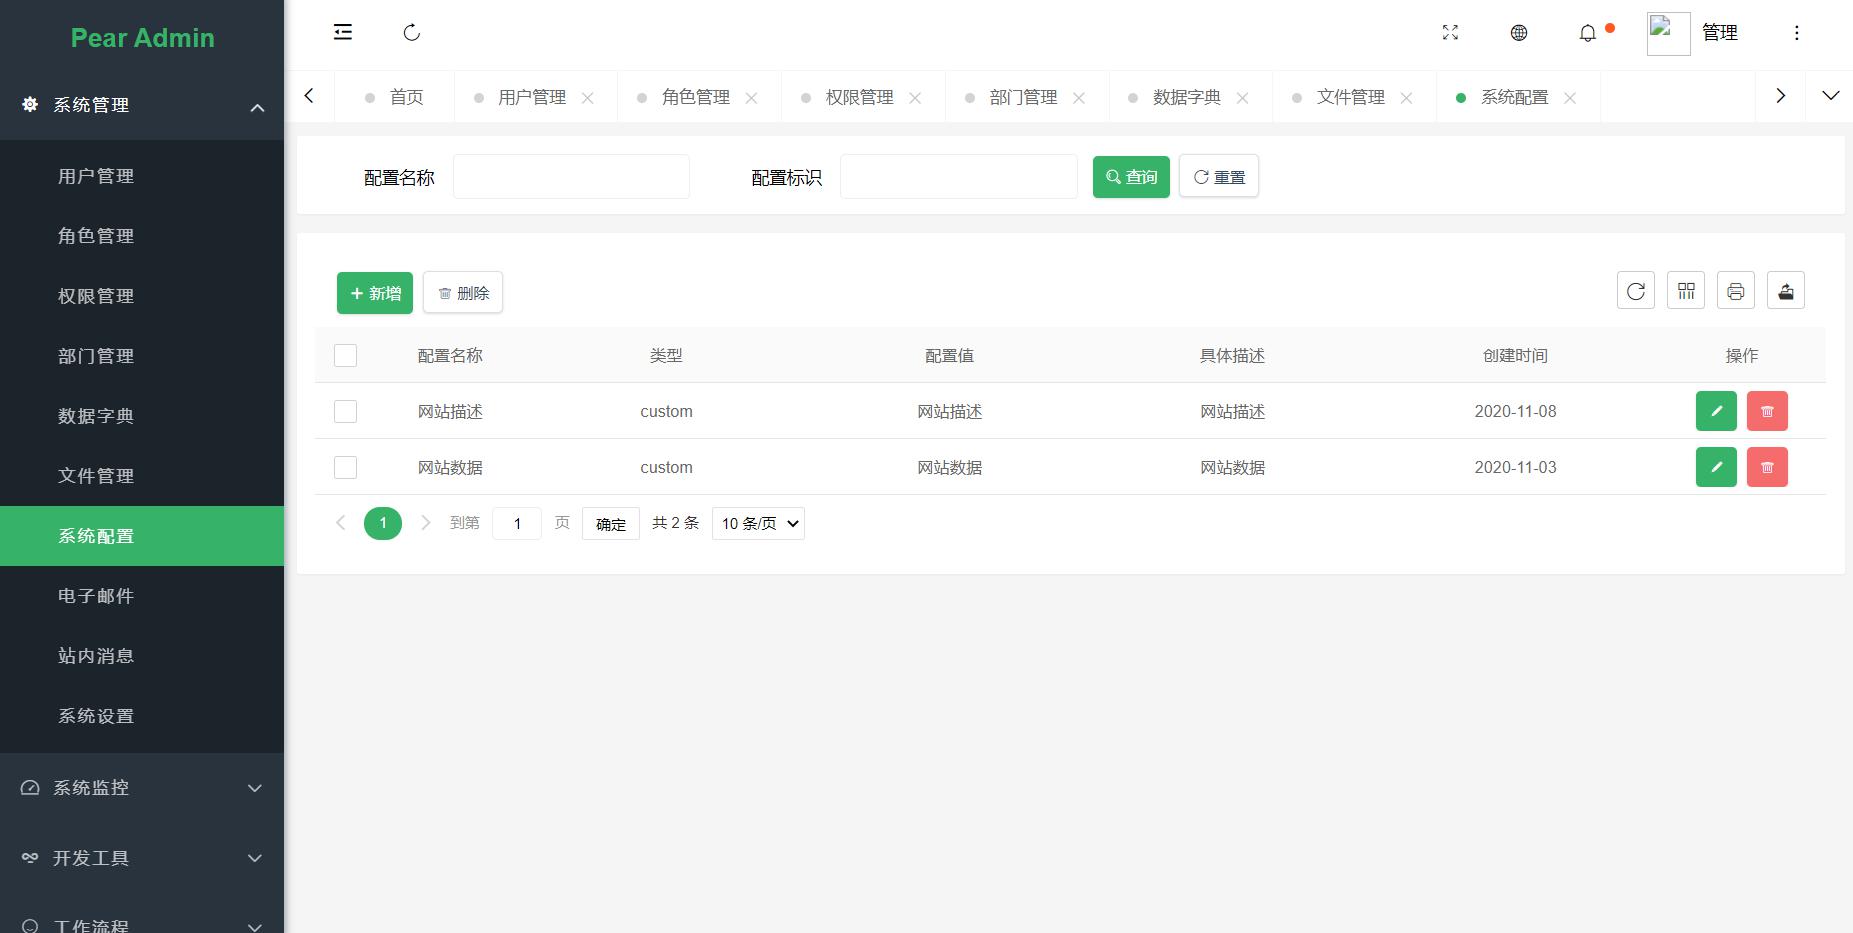 Pear Admin
管理
系统管理
用户管理
角色管理
权限管理
部门管理
数据字典
文件管理
系统配置
电子邮件
站内消息
系统设置
系统监控
开发工具
工作流程
首页 用户管理 角色管理 权限管理 部门管理 数据字典 文件管理 系统配置
配置名称 配置标识 查询 重置
新增 删除
配置名称 类型 配置值 具体描述 创建时间 操作
网站描述 custom 网站描述 网站描述 2020-11-08
网站数据 custom 网站数据 网站数据 2020-11-03
1 到第 1 页 确定 共 2 条 10 条/页